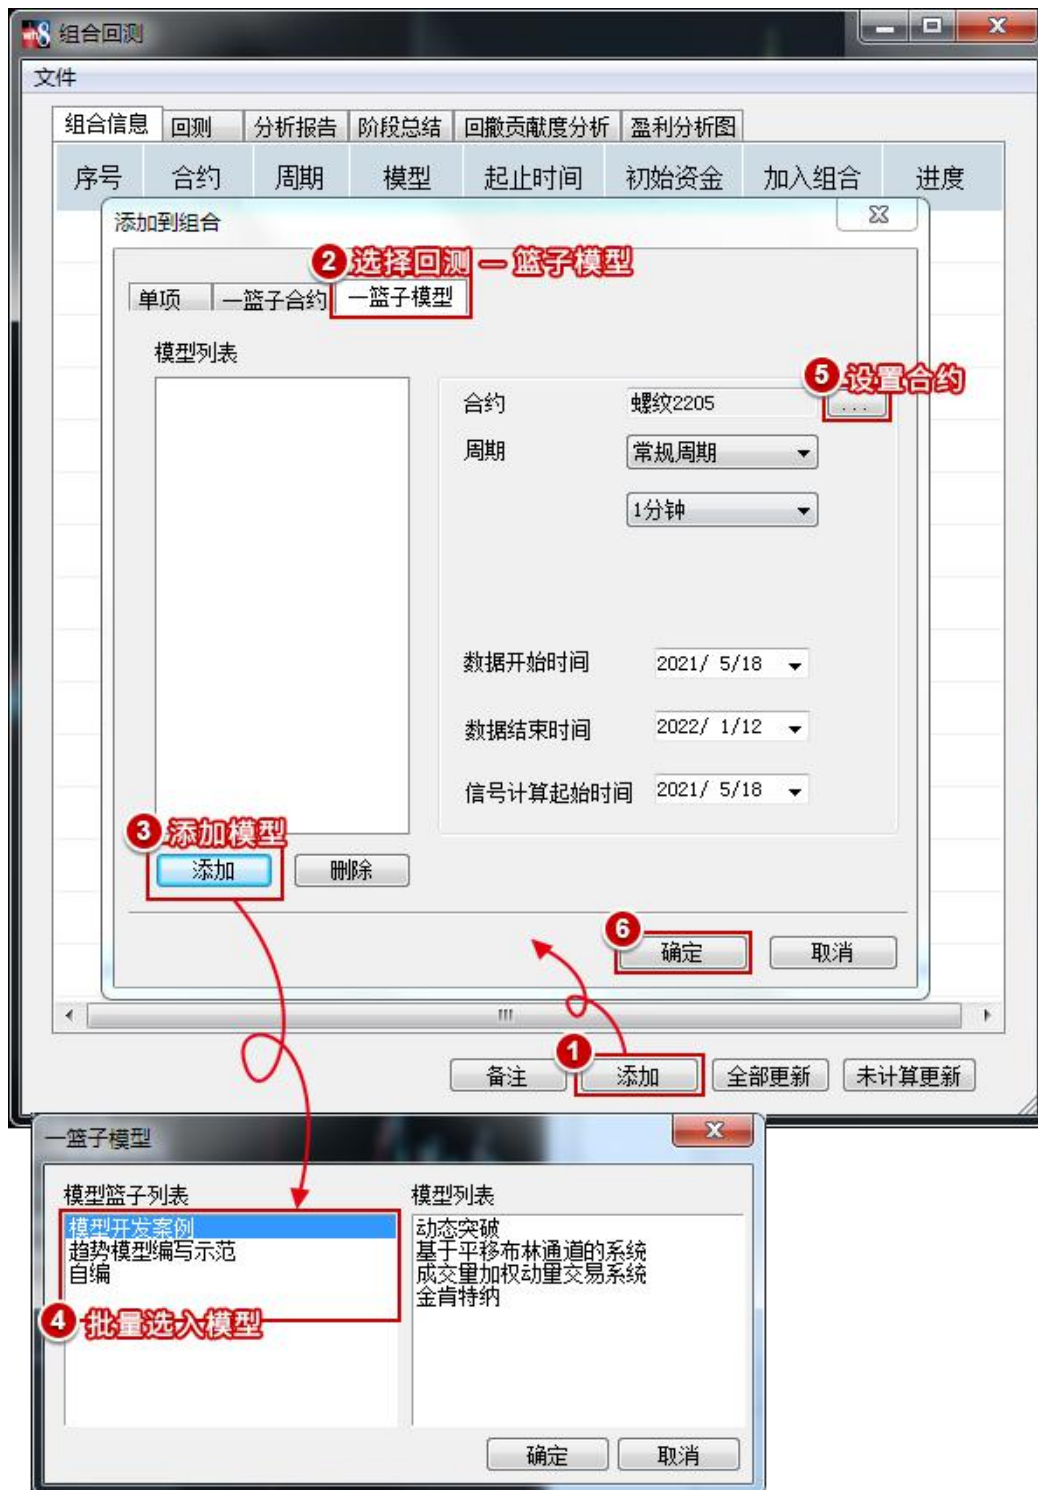 wh8 组合回测
文件
组合信息 回测 分析报告 阶段总结 回撤贡献度分析 盈利分析图
序号 合约 周期 模型 起止时间 初始资金 加入组合 进度
添加到组合
2 选择回测 — 篮子模型
单项 一篮子合约 一篮子模型
模型列表
5 设置合约
合约 螺纹2205 ...
周期 常规周期
1分钟
数据开始时间 2021/ 5/18
数据结束时间 2022/ 1/12
信号计算起始时间 2021/ 5/18
3 添加模型
添加 删除
6
确定 取消
1
备注 添加 全部更新 未计算更新
一篮子模型
模型篮子列表 模型列表
模型开发案例 动态突破
趋势模型编写示范 基于平移布林通道的系统
自编 成交量加权动量交易系统
金肯特纳
4 批量选入模型
确定 取消